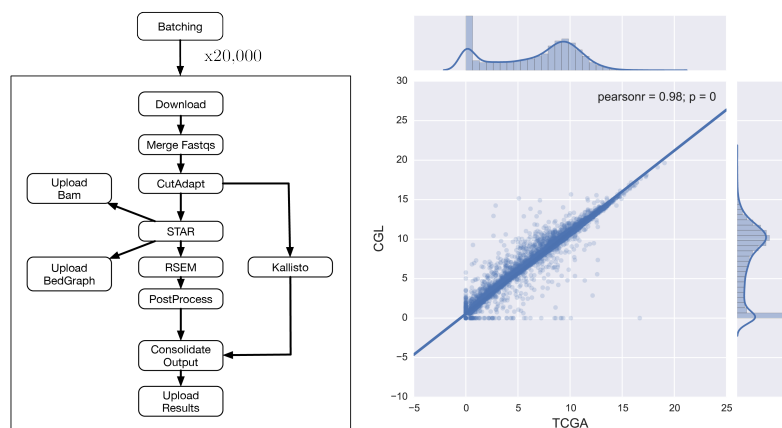 Batching
x20,000
Download
Merge Fastqs
CutAdapt
Upload
Bam
STAR
Upload
BedGraph
RSEM
Kallisto
PostProcess
Consolidate
Output
Upload
Results
pearsonr = 0.98; p = 0
30
25
20
15
10
5
0
−5
−10
CGL
−5
0
5
10
15
20
25
TCGA